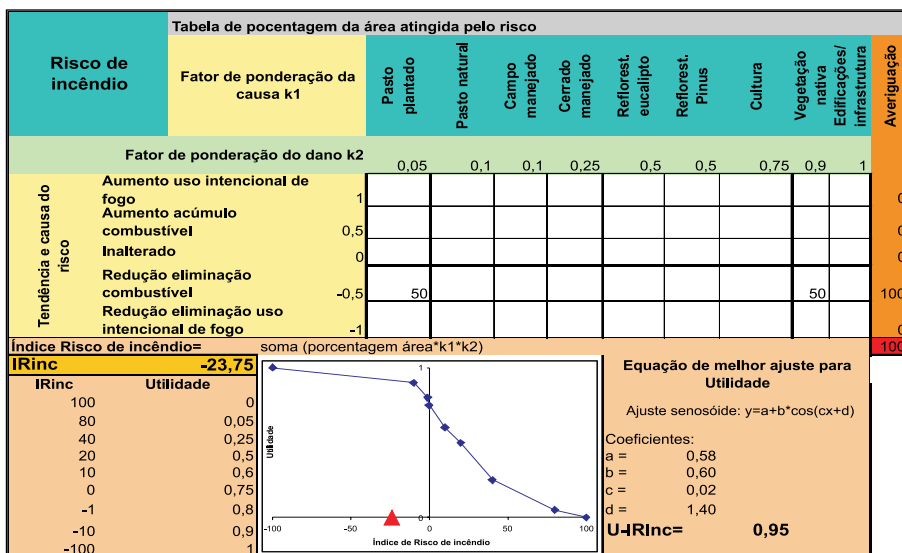 Tabela de pocentagem da área atingida pelo risco
Risco de incêndio
Fator de ponderação da causa k1
Pasto plantado
Pasto natural
Campo manejado
Cerrado manejado
Reflorest. eucalipto
Reflorest. Pinus
Cultura
Vegetação nativa
Edificações/ infraestrutura
Averiguação
Fator de ponderação do dano k2 0,05 0,1 0,1 0,25 0,5 0,5 0,75 0,9 1
Tendência e causa do risco
Aumento uso intencional de fogo 1 0
Aumento acúmulo combustível 0,5 0
Inalterado 0 0
Redução eliminação combustível -0,5 50 50 100
Redução eliminação uso intencional de fogo -1 0
Índice Risco de incêndio= soma (porcentagem área*k1*k2) 100
IRinc -23,75
IRinc Utilidade
100 0
80 0,05
40 0,25
20 0,5
10 0,6
0 0,75
-1 0,8
-10 0,9
-100 1
Utilidade
1
0
-100 -50 0 50 100
Índice de Risco de incêndio
Equação de melhor ajuste para Utilidade
Ajuste senosóide: y=a+b*cos(cx+d)
Coeficientes:
a = 0,58
b = 0,60
c = 0,02
d = 1,40
U-IRInc= 0,95